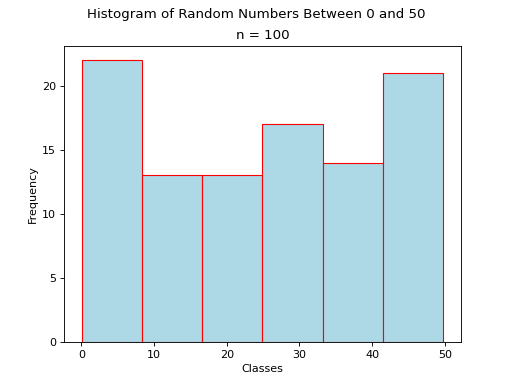 Histogram of Random Numbers Between 0 and 50
n = 100
20
15
10
5
0
Frequency
0 10 20 30 40 50
Classes